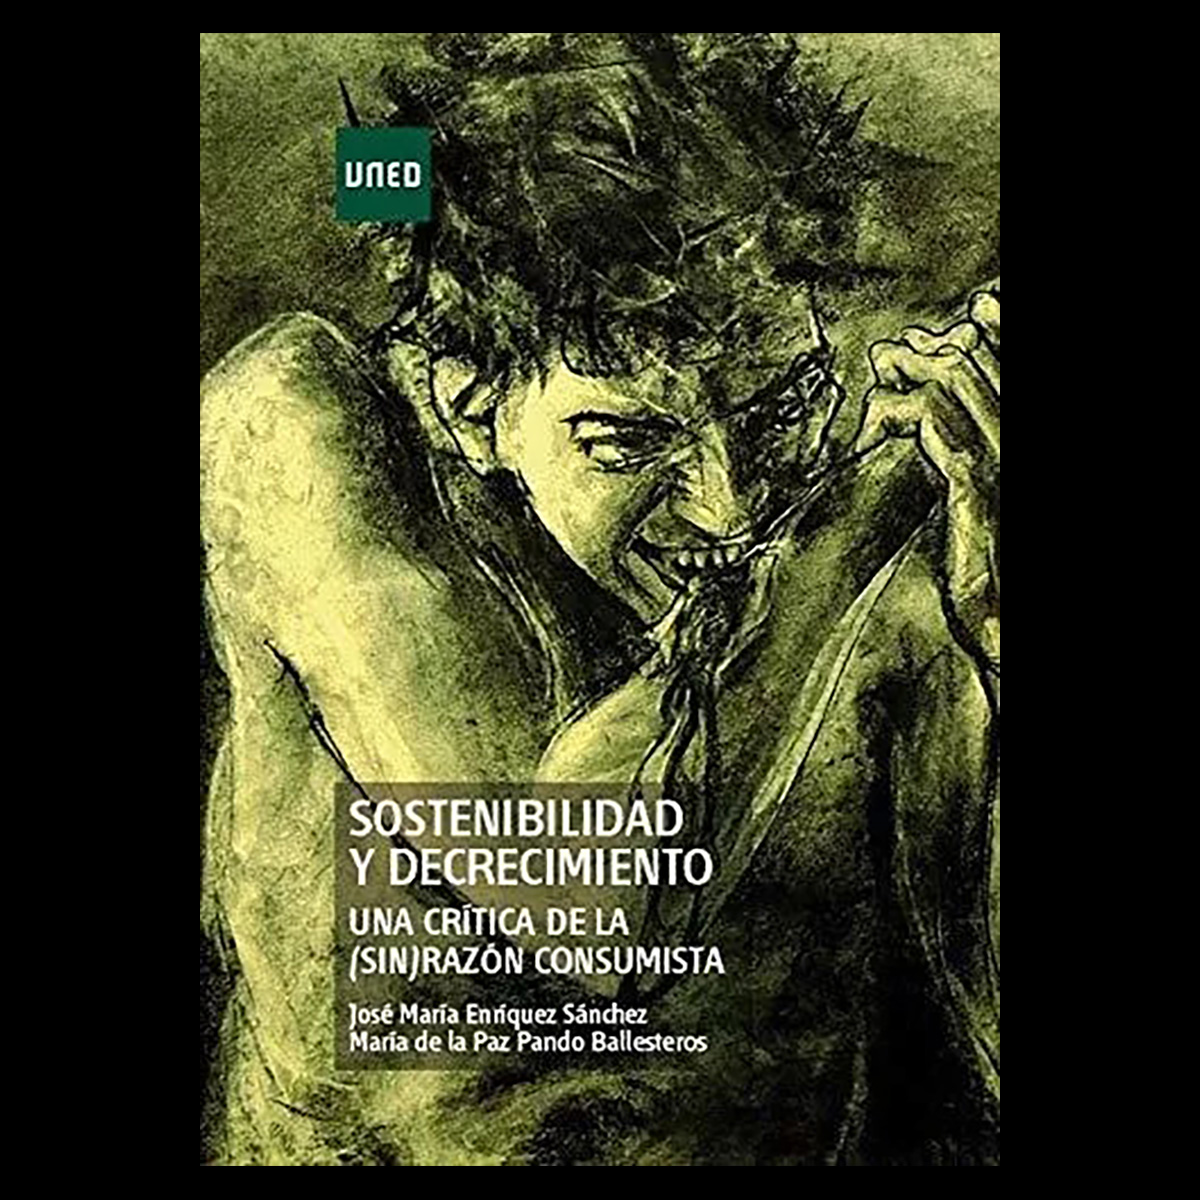 UNED
SOSTENIBILIDAD
Y DECRECIMIENTO
UNA CRÍTICA DE LA
(SIN)RAZÓN CONSUMISTA
José María Enríquez Sánchez
María de la Paz Pando Ballesteros